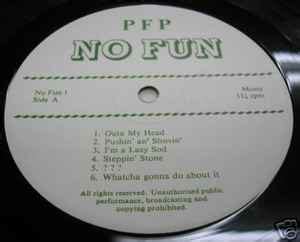 PFP
NO FUN
No Fun 1
Side A
Mono
33⅓ rpm
1. Outa My Head
2. Pushin' an' Shovin'
3. I'm a Lazy Sod
4. Steppin' Stone
5. ? ? ?
6. Whatcha gonna do about it
All rights reserved. Unauthorised public,
performance, broadcasting and
copying prohibited.